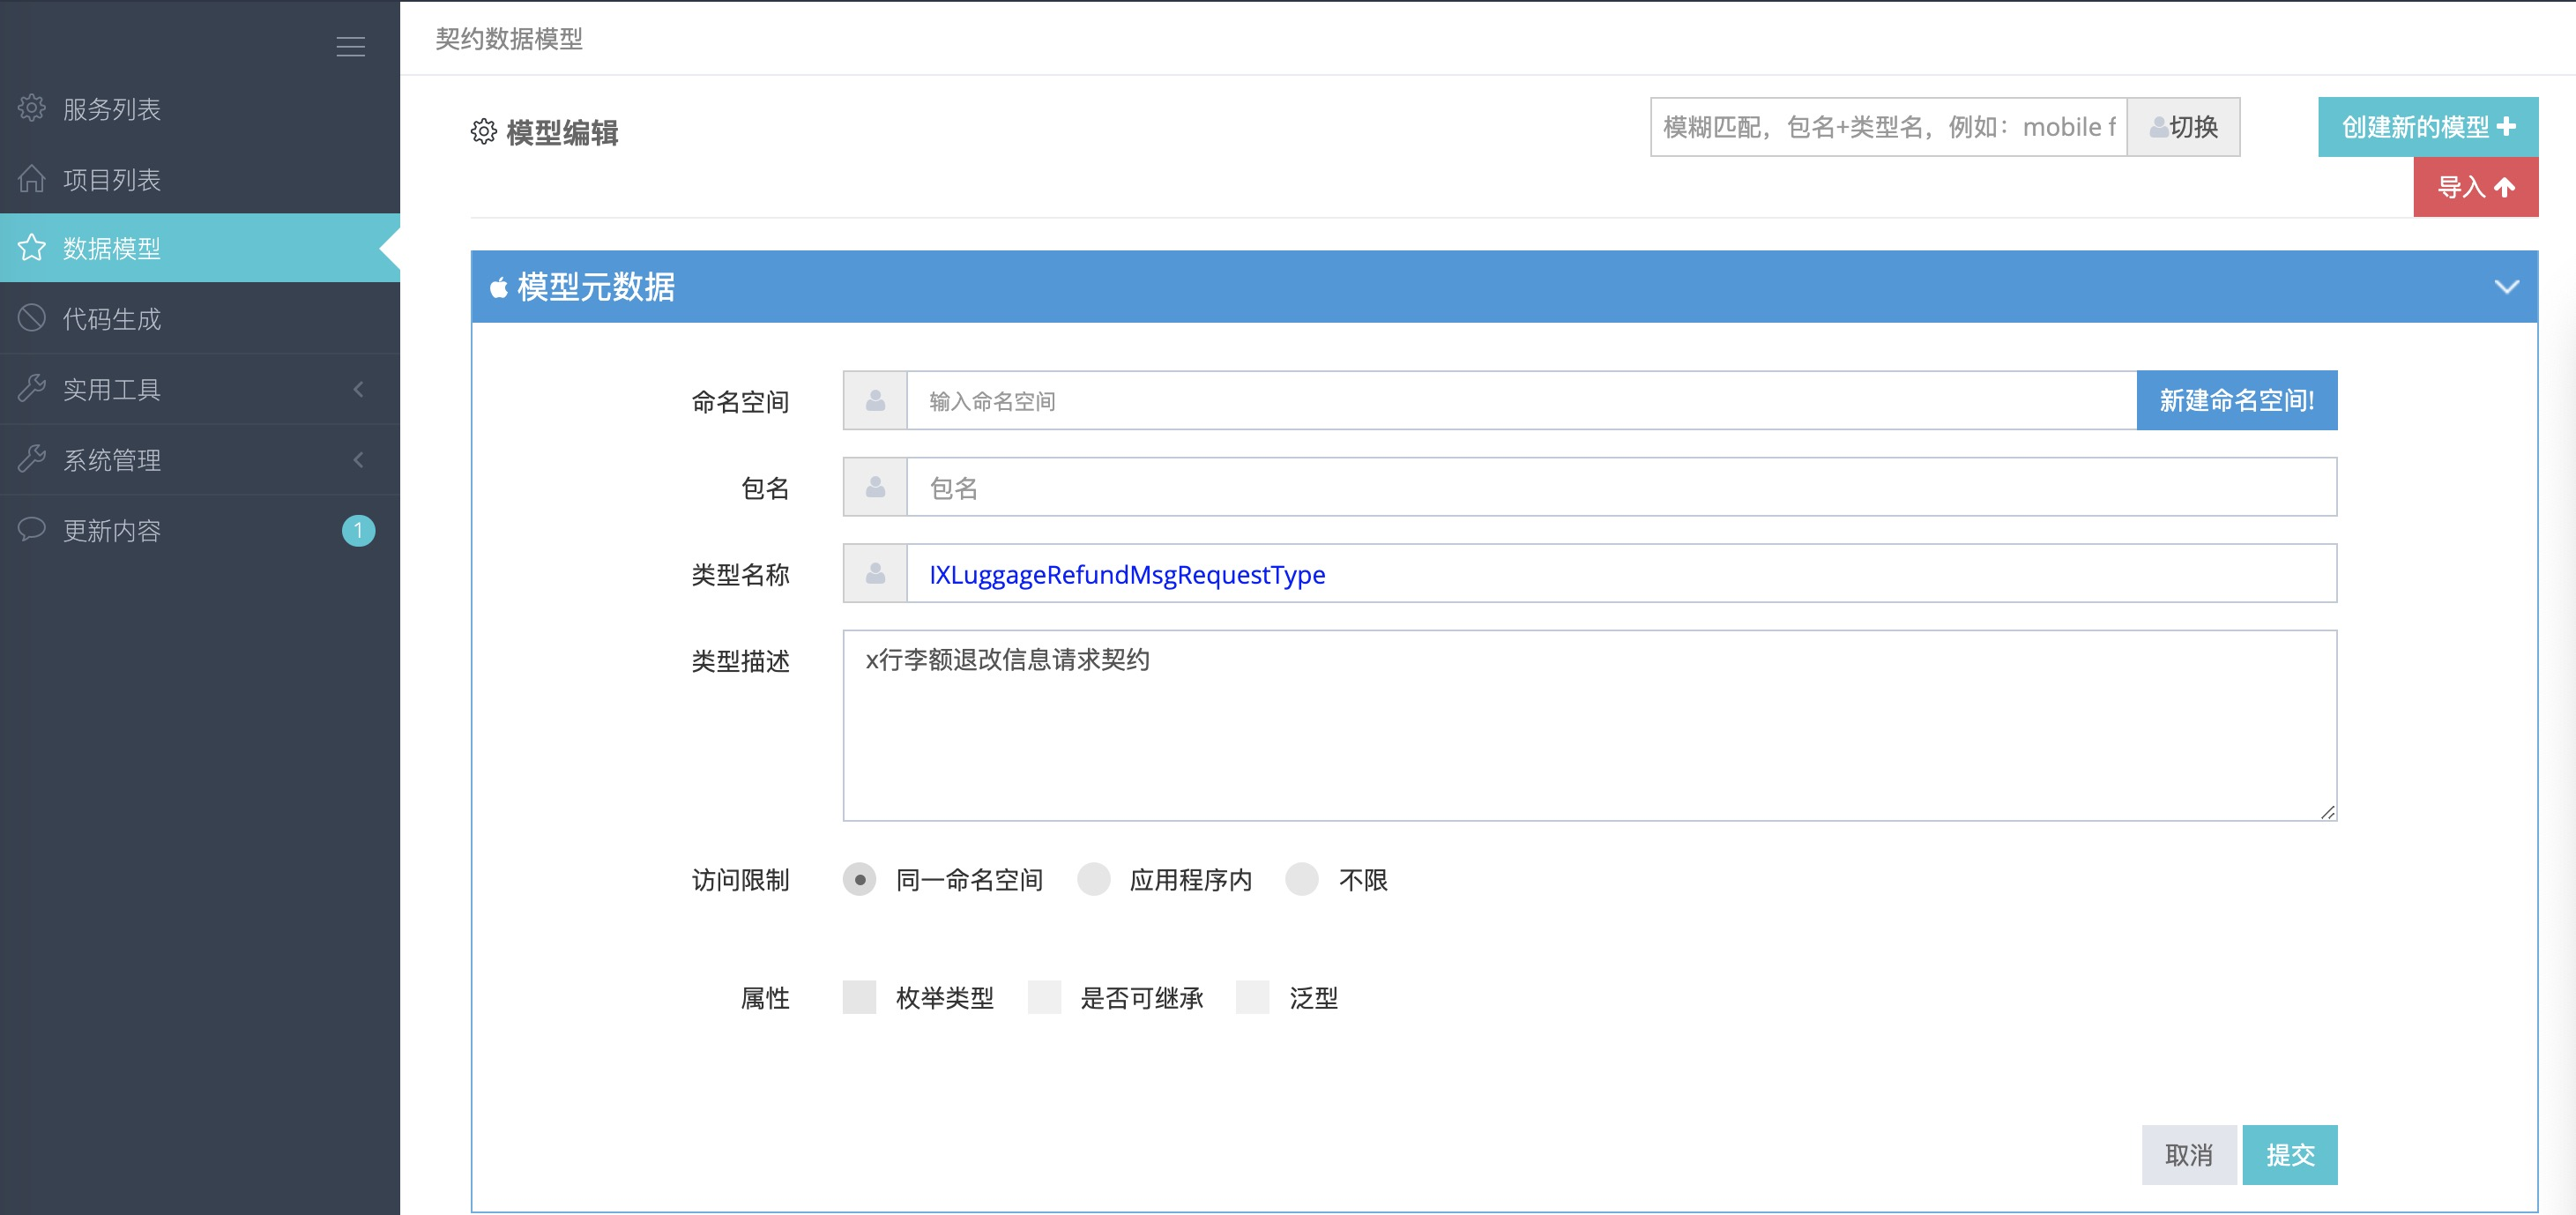 契约数据模型
服务列表
项目列表
数据模型
代码生成
实用工具
系统管理
更新内容 1
模型编辑
模糊匹配，包名+类型名，例如：mobile f 切换
创建新的模型
导入
模型元数据
命名空间 输入命名空间 新建命名空间!
包名 包名
类型名称 IXLuggageRefundMsgRequestType
类型描述 x行李额退改信息请求契约
访问限制 同一命名空间 应用程序内 不限
属性 枚举类型 是否可继承 泛型
取消 提交